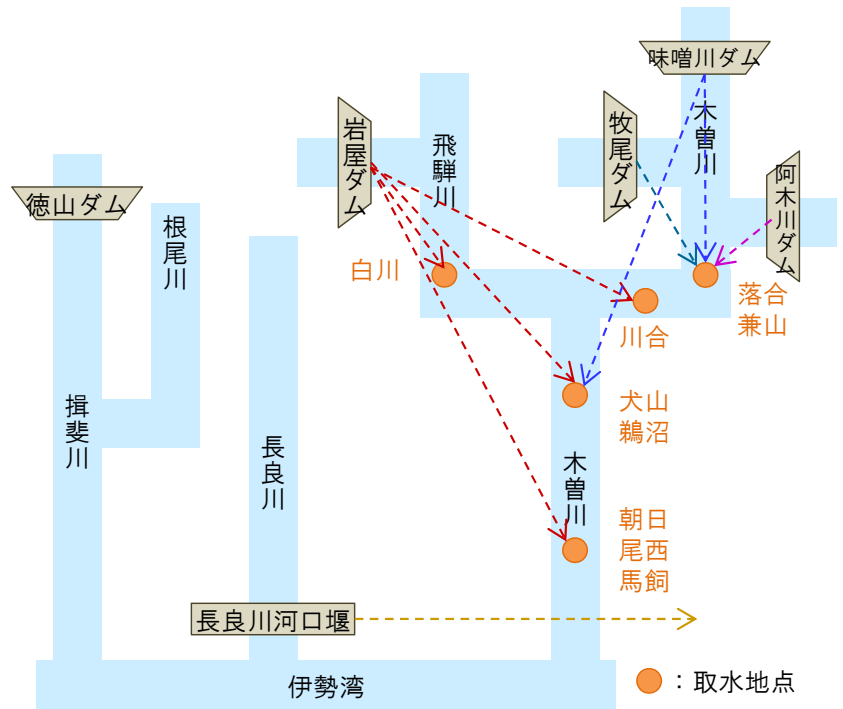 味噌川ダム
木曽川
岩屋ダム
飛騨川
牧尾ダム
阿木川ダム
徳山ダム
根尾川
白川
落合
兼山
川合
揖斐川
長良川
犬山
鵜沼
木曽川
朝日
尾西
馬飼
長良川河口堰
伊勢湾
：取水地点